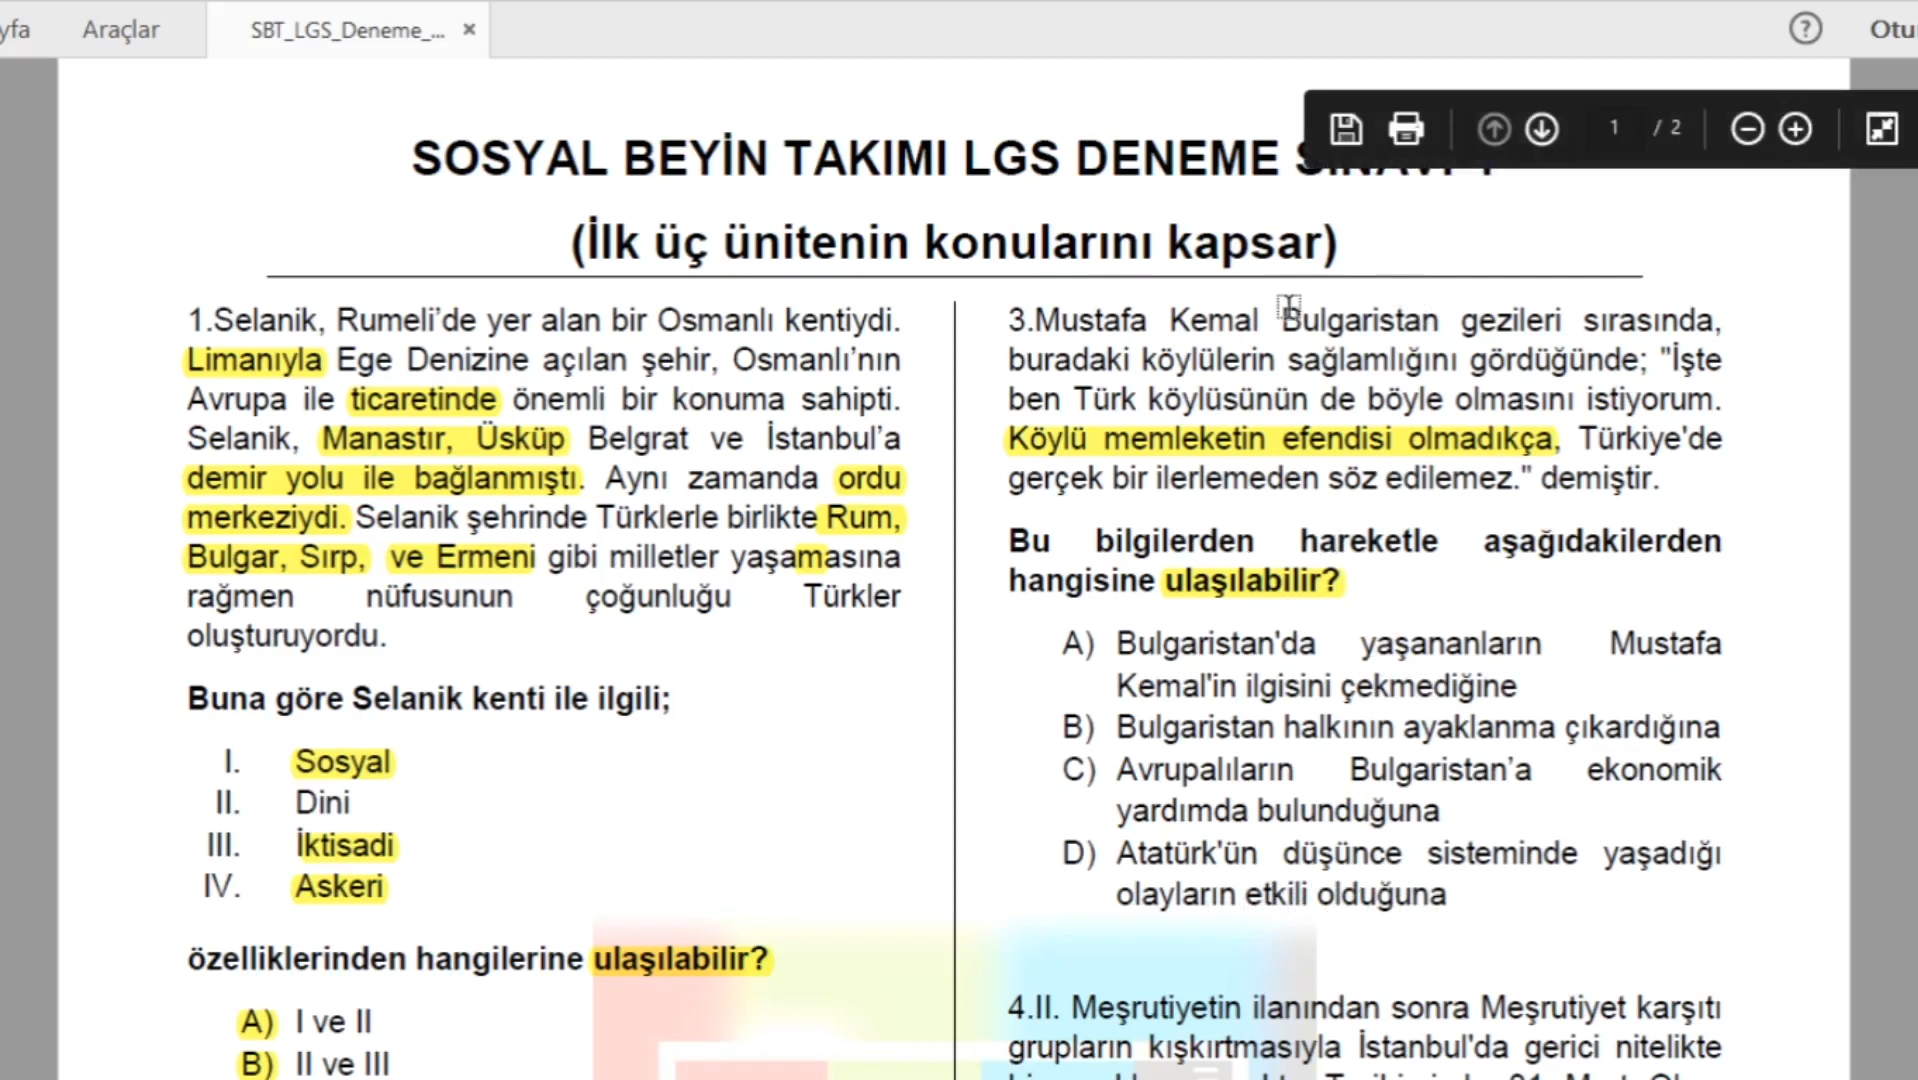 yfa
Araçlar
SBT_LGS_Deneme_...
×
?
Otu
1 / 2
SOSYAL BEYİN TAKIMI LGS DENEME
(İlk üç ünitenin konularını kapsar)
1.Selanik, Rumeli’de yer alan bir Osmanlı kentiydi.
Limanıyla Ege Denizine açılan şehir, Osmanlı’nın
Avrupa ile ticaretinde önemli bir konuma sahipti.
Selanik, Manastır, Üsküp Belgrat ve İstanbul’a
demir yolu ile bağlanmıştı. Aynı zamanda ordu
merkeziydi. Selanik şehrinde Türklerle birlikte Rum,
Bulgar, Sırp, ve Ermeni gibi milletler yaşamasına
rağmen nüfusunun çoğunluğu Türkler
oluşturuyordu.
Buna göre Selanik kenti ile ilgili;
I. Sosyal
II. Dini
III. İktisadi
IV. Askeri
özelliklerinden hangilerine ulaşılabilir?
A) I ve II
B) II ve III
3.Mustafa Kemal Bulgaristan gezileri sırasında,
buradaki köylülerin sağlamlığını gördüğünde; "İşte
ben Türk köylüsünün de böyle olmasını istiyorum.
Köylü memleketin efendisi olmadıkça, Türkiye'de
gerçek bir ilerlemeden söz edilemez." demiştir.
Bu bilgilerden hareketle aşağıdakilerden
hangisine ulaşılabilir?
A) Bulgaristan'da yaşananların Mustafa
Kemal'in ilgisini çekmediğine
B) Bulgaristan halkının ayaklanma çıkardığına
C) Avrupalıların Bulgaristan’a ekonomik
yardımda bulunduğuna
D) Atatürk'ün düşünce sisteminde yaşadığı
olayların etkili olduğuna
4.II. Meşrutiyetin ilanından sonra Meşrutiyet karşıtı
grupların kışkırtmasıyla İstanbul'da gerici nitelikte